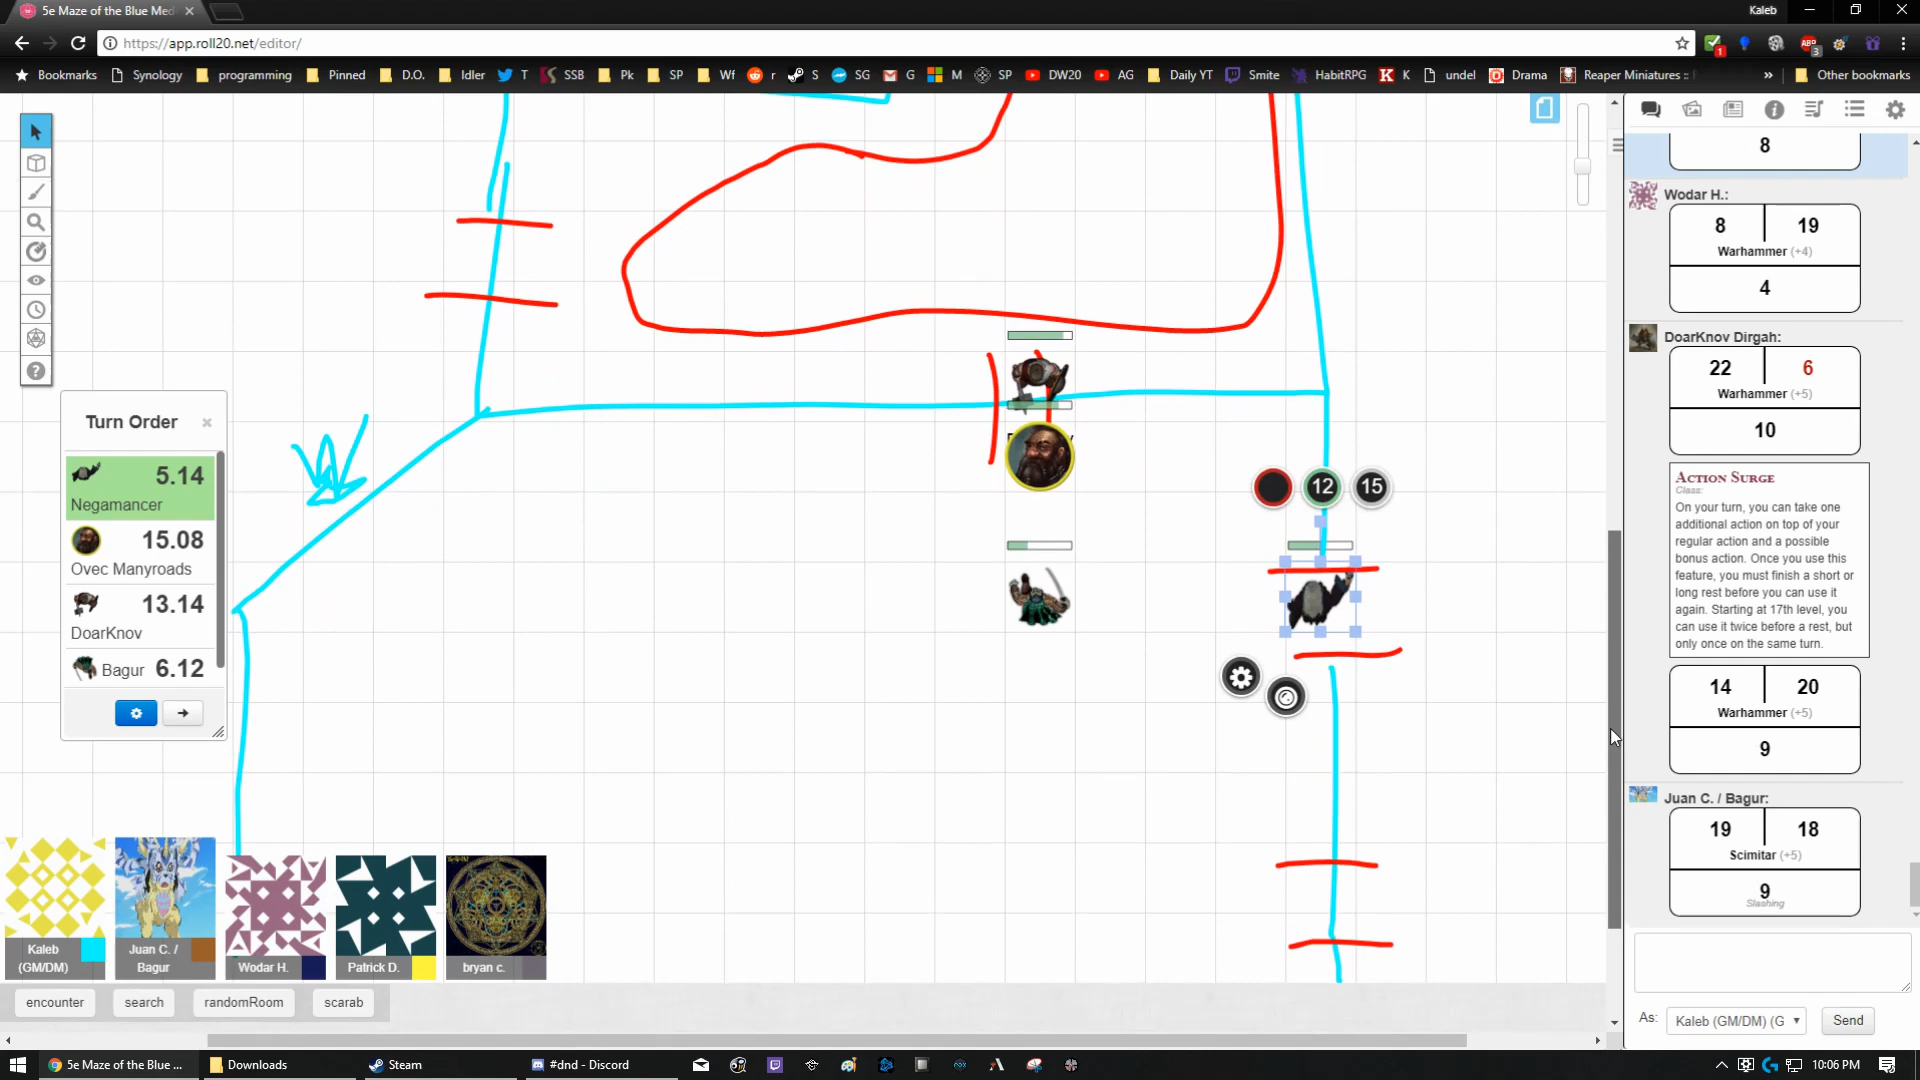 5e Maze of the Blue Med
Kaleb
https://app.roll20.net/editor/
1
3
Bookmarks
Synology
programming
Pinned
D.O.
Idler
T
SSB
Pk
SP
Wf
r
S
SG
G
M
SP
DW20
AG
Daily YT
Smite
HabitRPG
K
undel
Drama
Reaper Miniatures ::
Other bookmarks
Turn Order
5.14
Negamancer
15.08
Ovec Manyroads
13.14
DoarKnov
Bagur 6.12
12
15
8
Wodar H.:
8 19
Warhammer (+4)
4
DoarKnov Dirgah:
22 6
Warhammer (+5)
10
ACTION SURGE
Class:
On your turn, you can take one
additional action on top of your
regular action and a possible
bonus action. Once you use this
feature, you must finish a short or
long rest before you can use it
again. Starting at 17th level, you
can use it twice before a rest, but
only once on the same turn.
14 20
Warhammer (+5)
9
Juan C. / Bagur:
19 18
Scimitar (+5)
9
Slashing
As:
Kaleb (GM/DM) (G
Send
Kaleb
(GM/DM)
Juan C. /
Bagur
Wodar H.
Patrick D.
bryan c.
encounter
search
randomRoom
scarab
5e Maze of the Blue ...
Downloads
Steam
#dnd - Discord
10:06 PM